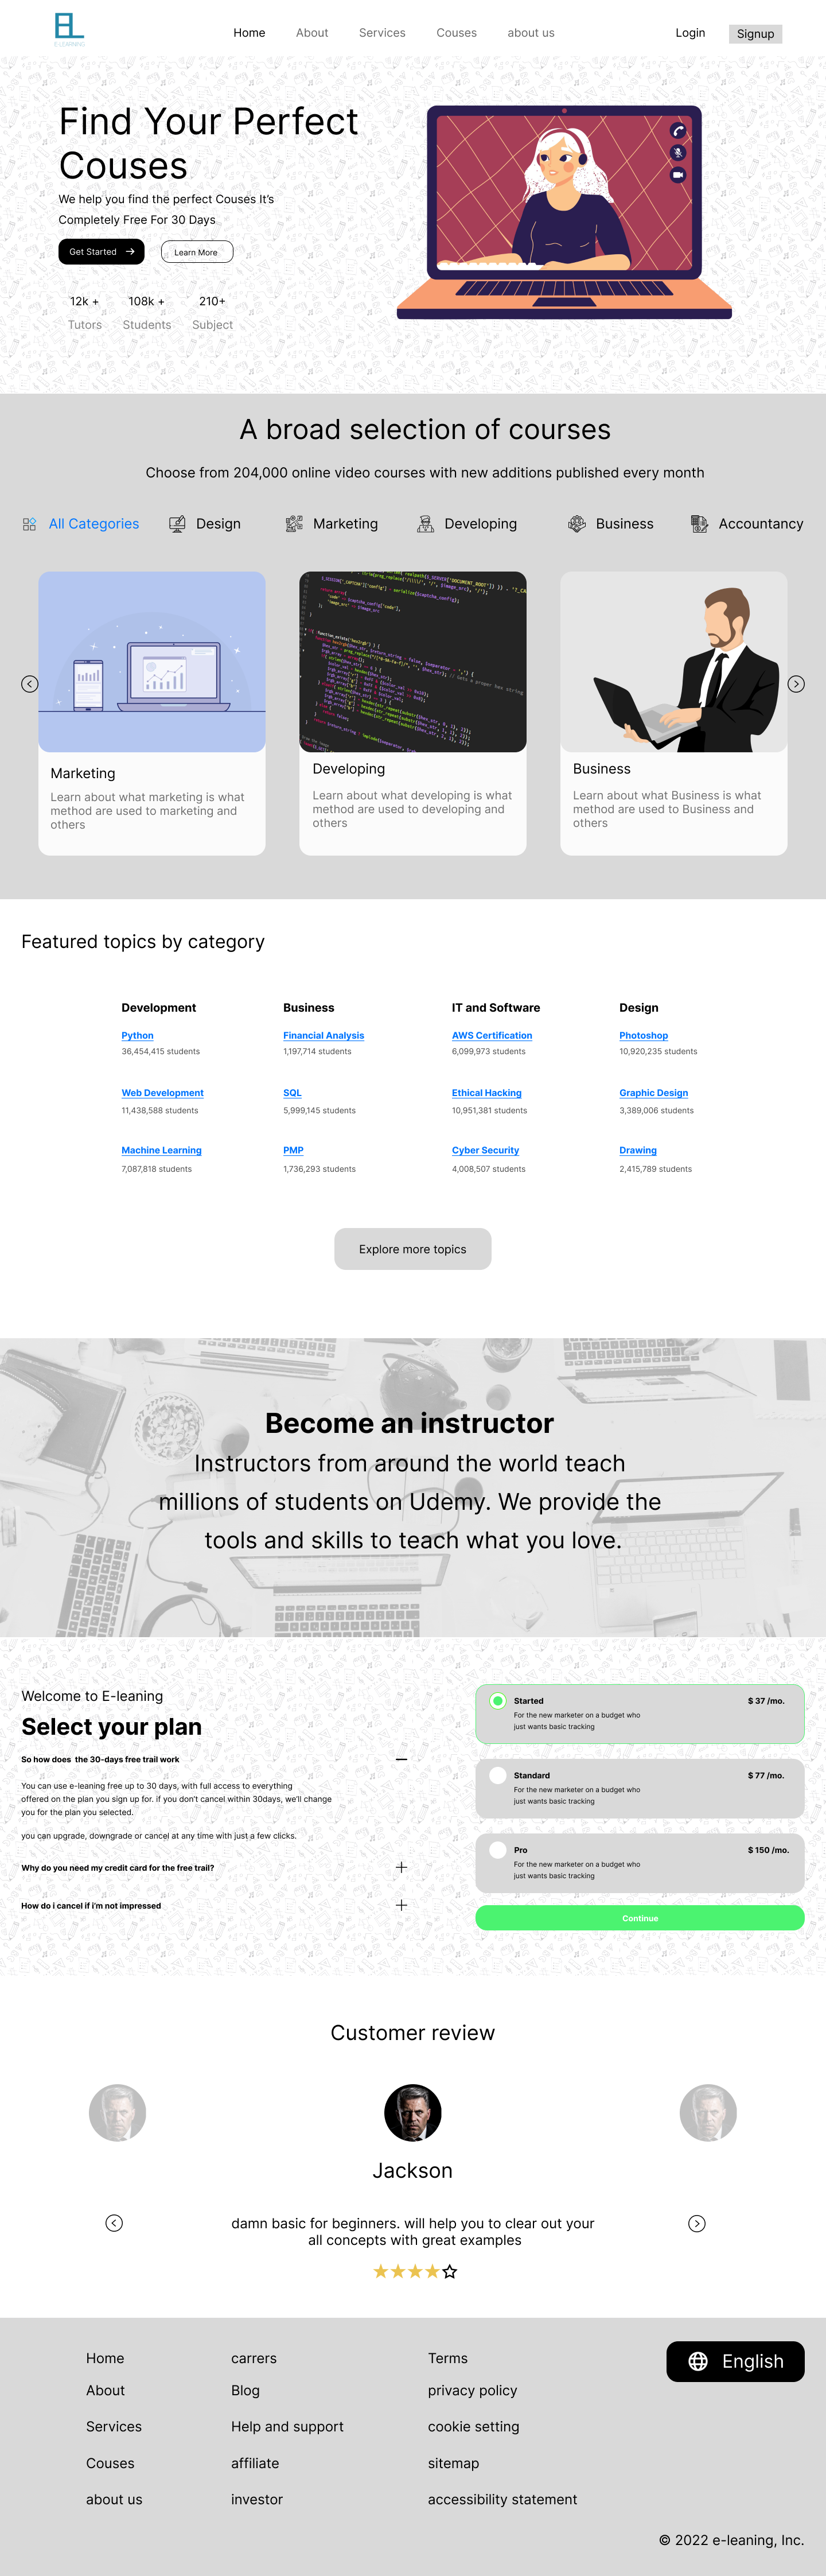 EL
E-LEARNING
Home About Services Couses about us Login Signup
Find Your Perfect
Couses
We help you find the perfect Couses It's
Completely Free For 30 Days
Get Started Learn More
12k + 108k + 210+
Tutors Students Subject
A broad selection of courses
Choose from 204,000 online video courses with new additions published every month
All Categories Design Marketing Developing Business Accountancy
Marketing
Learn about what marketing is what
method are used to marketing and
others
Developing
Learn about what developing is what
method are used to developing and
others
Business
Learn about what Business is what
method are used to Business and
others
Featured topics by category
Development Business IT and Software Design
Python Financial Analysis AWS Certification Photoshop
36,454,415 students 1,197,714 students 6,099,973 students 10,920,235 students
Web Development SQL Ethical Hacking Graphic Design
11,438,588 students 5,999,145 students 10,951,381 students 3,389,006 students
Machine Learning PMP Cyber Security Drawing
7,087,818 students 1,736,293 students 4,008,507 students 2,415,789 students
Explore more topics
Become an instructor
Instructors from around the world teach
millions of students on Udemy. We provide the
tools and skills to teach what you love.
Welcome to E-leaning
Select your plan
So how does the 30-days free trail work
You can use e-leaning free up to 30 days, with full access to everything
offered on the plan you sign up for. if you don't cancel within 30days, we'll change
you for the plan you selected.
you can upgrade, downgrade or cancel at any time with just a few clicks.
Why do you need my credit card for the free trail?
How do i cancel if i'm not impressed
Started $ 37 /mo.
For the new marketer on a budget who
just wants basic tracking
Standard $ 77 /mo.
For the new marketer on a budget who
just wants basic tracking
Pro $ 150 /mo.
For the new marketer on a budget who
just wants basic tracking
Continue
Customer review
Jackson
damn basic for beginners. will help you to clear out your
all concepts with great examples
Home carrers Terms English
About Blog privacy policy
Services Help and support cookie setting
Couses affiliate sitemap
about us investor accessibility statement
© 2022 e-leaning, Inc.